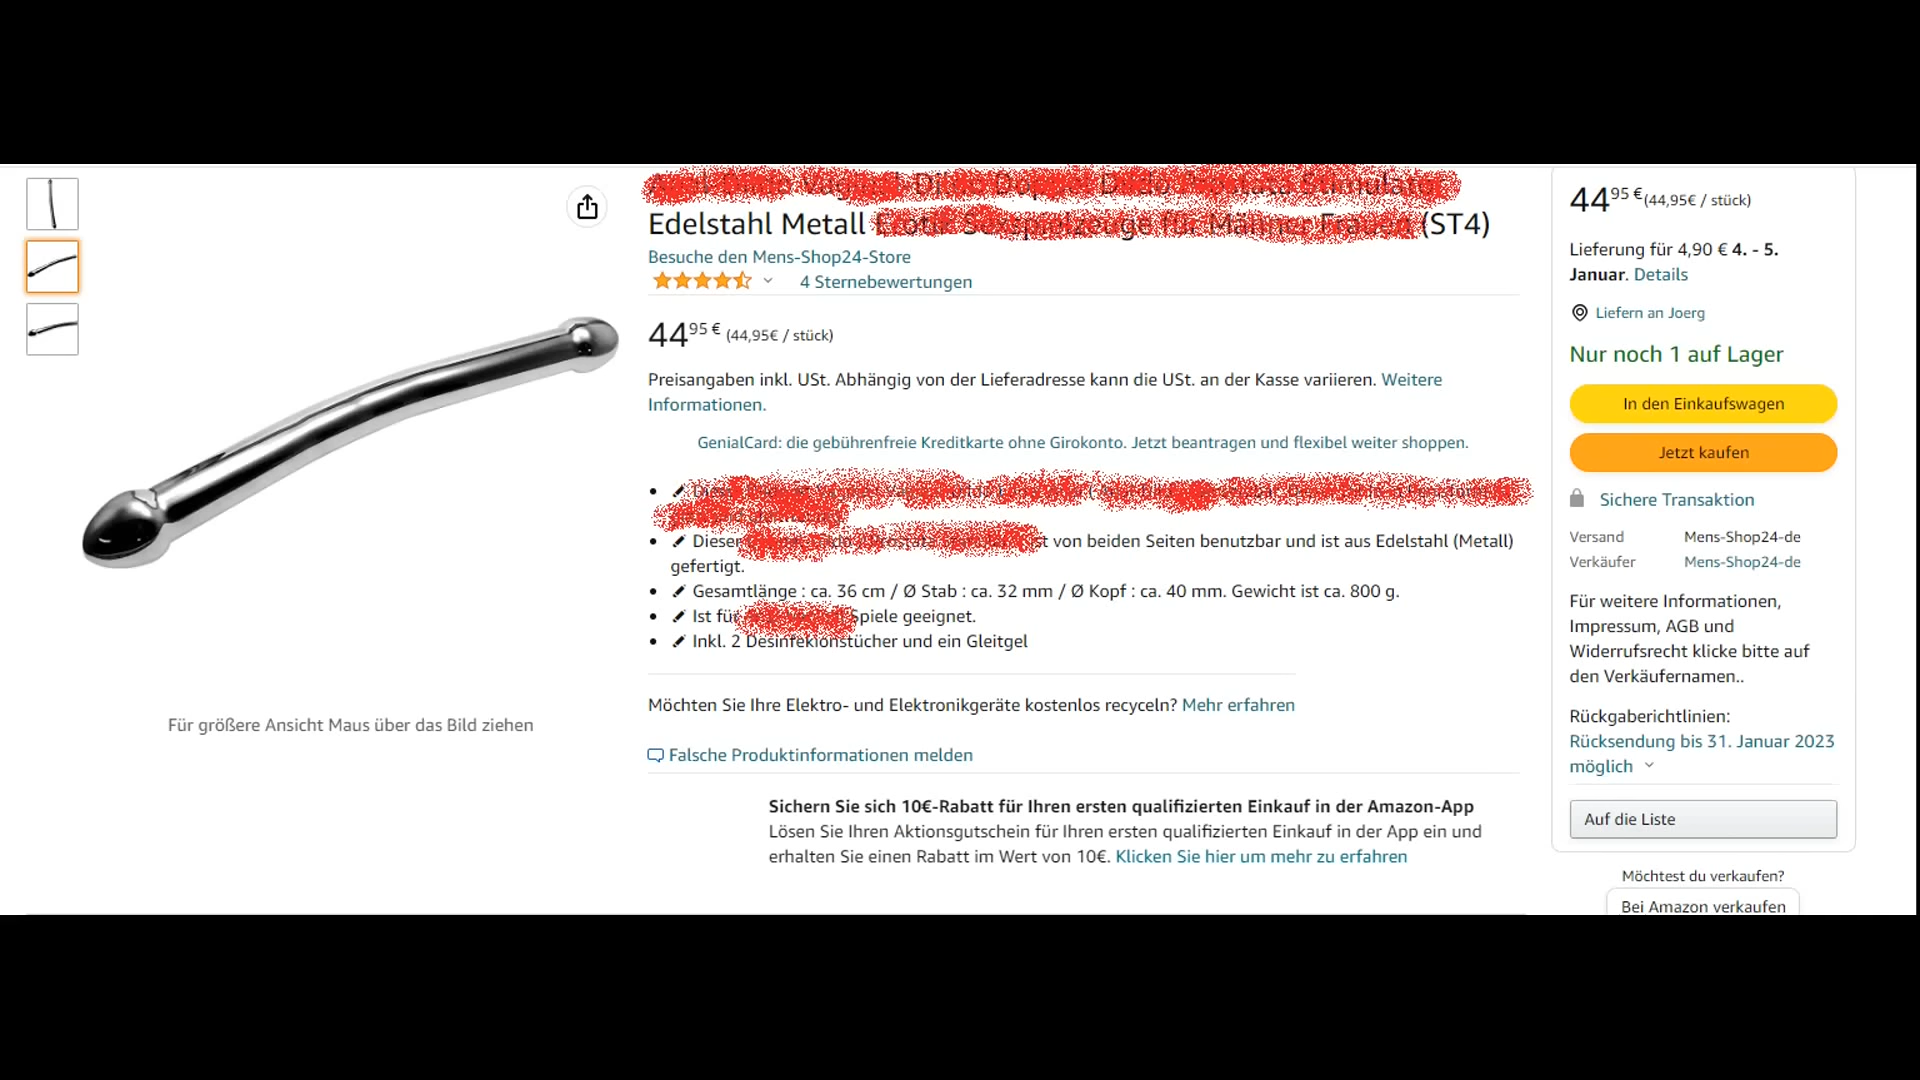 Edelstahl Metall Erotik Sexspielzeuge für Männer Frauen (ST4)
Besuche den Mens-Shop24-Store
4 Sternebewertungen
44⁹⁵ € (44,95€ / stück)
Preisangaben inkl. USt. Abhängig von der Lieferadresse kann die USt. an der Kasse variieren. Weitere
Informationen.
GenialCard: die gebührenfreie Kreditkarte ohne Girokonto. Jetzt beantragen und flexibel weiter shoppen.
Dieser ist von beiden Seiten benutzbar und ist aus Edelstahl (Metall)
gefertigt.
Gesamtlänge : ca. 36 cm / Ø Stab : ca. 32 mm / Ø Kopf : ca. 40 mm. Gewicht ist ca. 800 g.
Ist für Spiele geeignet.
Inkl. 2 Desinfekionstücher und ein Gleitgel
Für größere Ansicht Maus über das Bild ziehen
Möchten Sie Ihre Elektro- und Elektronikgeräte kostenlos recyceln? Mehr erfahren
Falsche Produktinformationen melden
Sichern Sie sich 10€-Rabatt für Ihren ersten qualifizierten Einkauf in der Amazon-App
Lösen Sie Ihren Aktionsgutschein für Ihren ersten qualifizierten Einkauf in der App ein und
erhalten Sie einen Rabatt im Wert von 10€. Klicken Sie hier um mehr zu erfahren
44⁹⁵ € (44,95€ / stück)
Lieferung für 4,90 € 4. - 5.
Januar. Details
Liefern an Joerg
Nur noch 1 auf Lager
In den Einkaufswagen
Jetzt kaufen
Sichere Transaktion
Versand Mens-Shop24-de
Verkäufer Mens-Shop24-de
Für weitere Informationen,
Impressum, AGB und
Widerrufsrecht klicke bitte auf
den Verkäufernamen..
Rückgaberichtlinien:
Rücksendung bis 31. Januar 2023
möglich
Auf die Liste
Möchtest du verkaufen?
Bei Amazon verkaufen